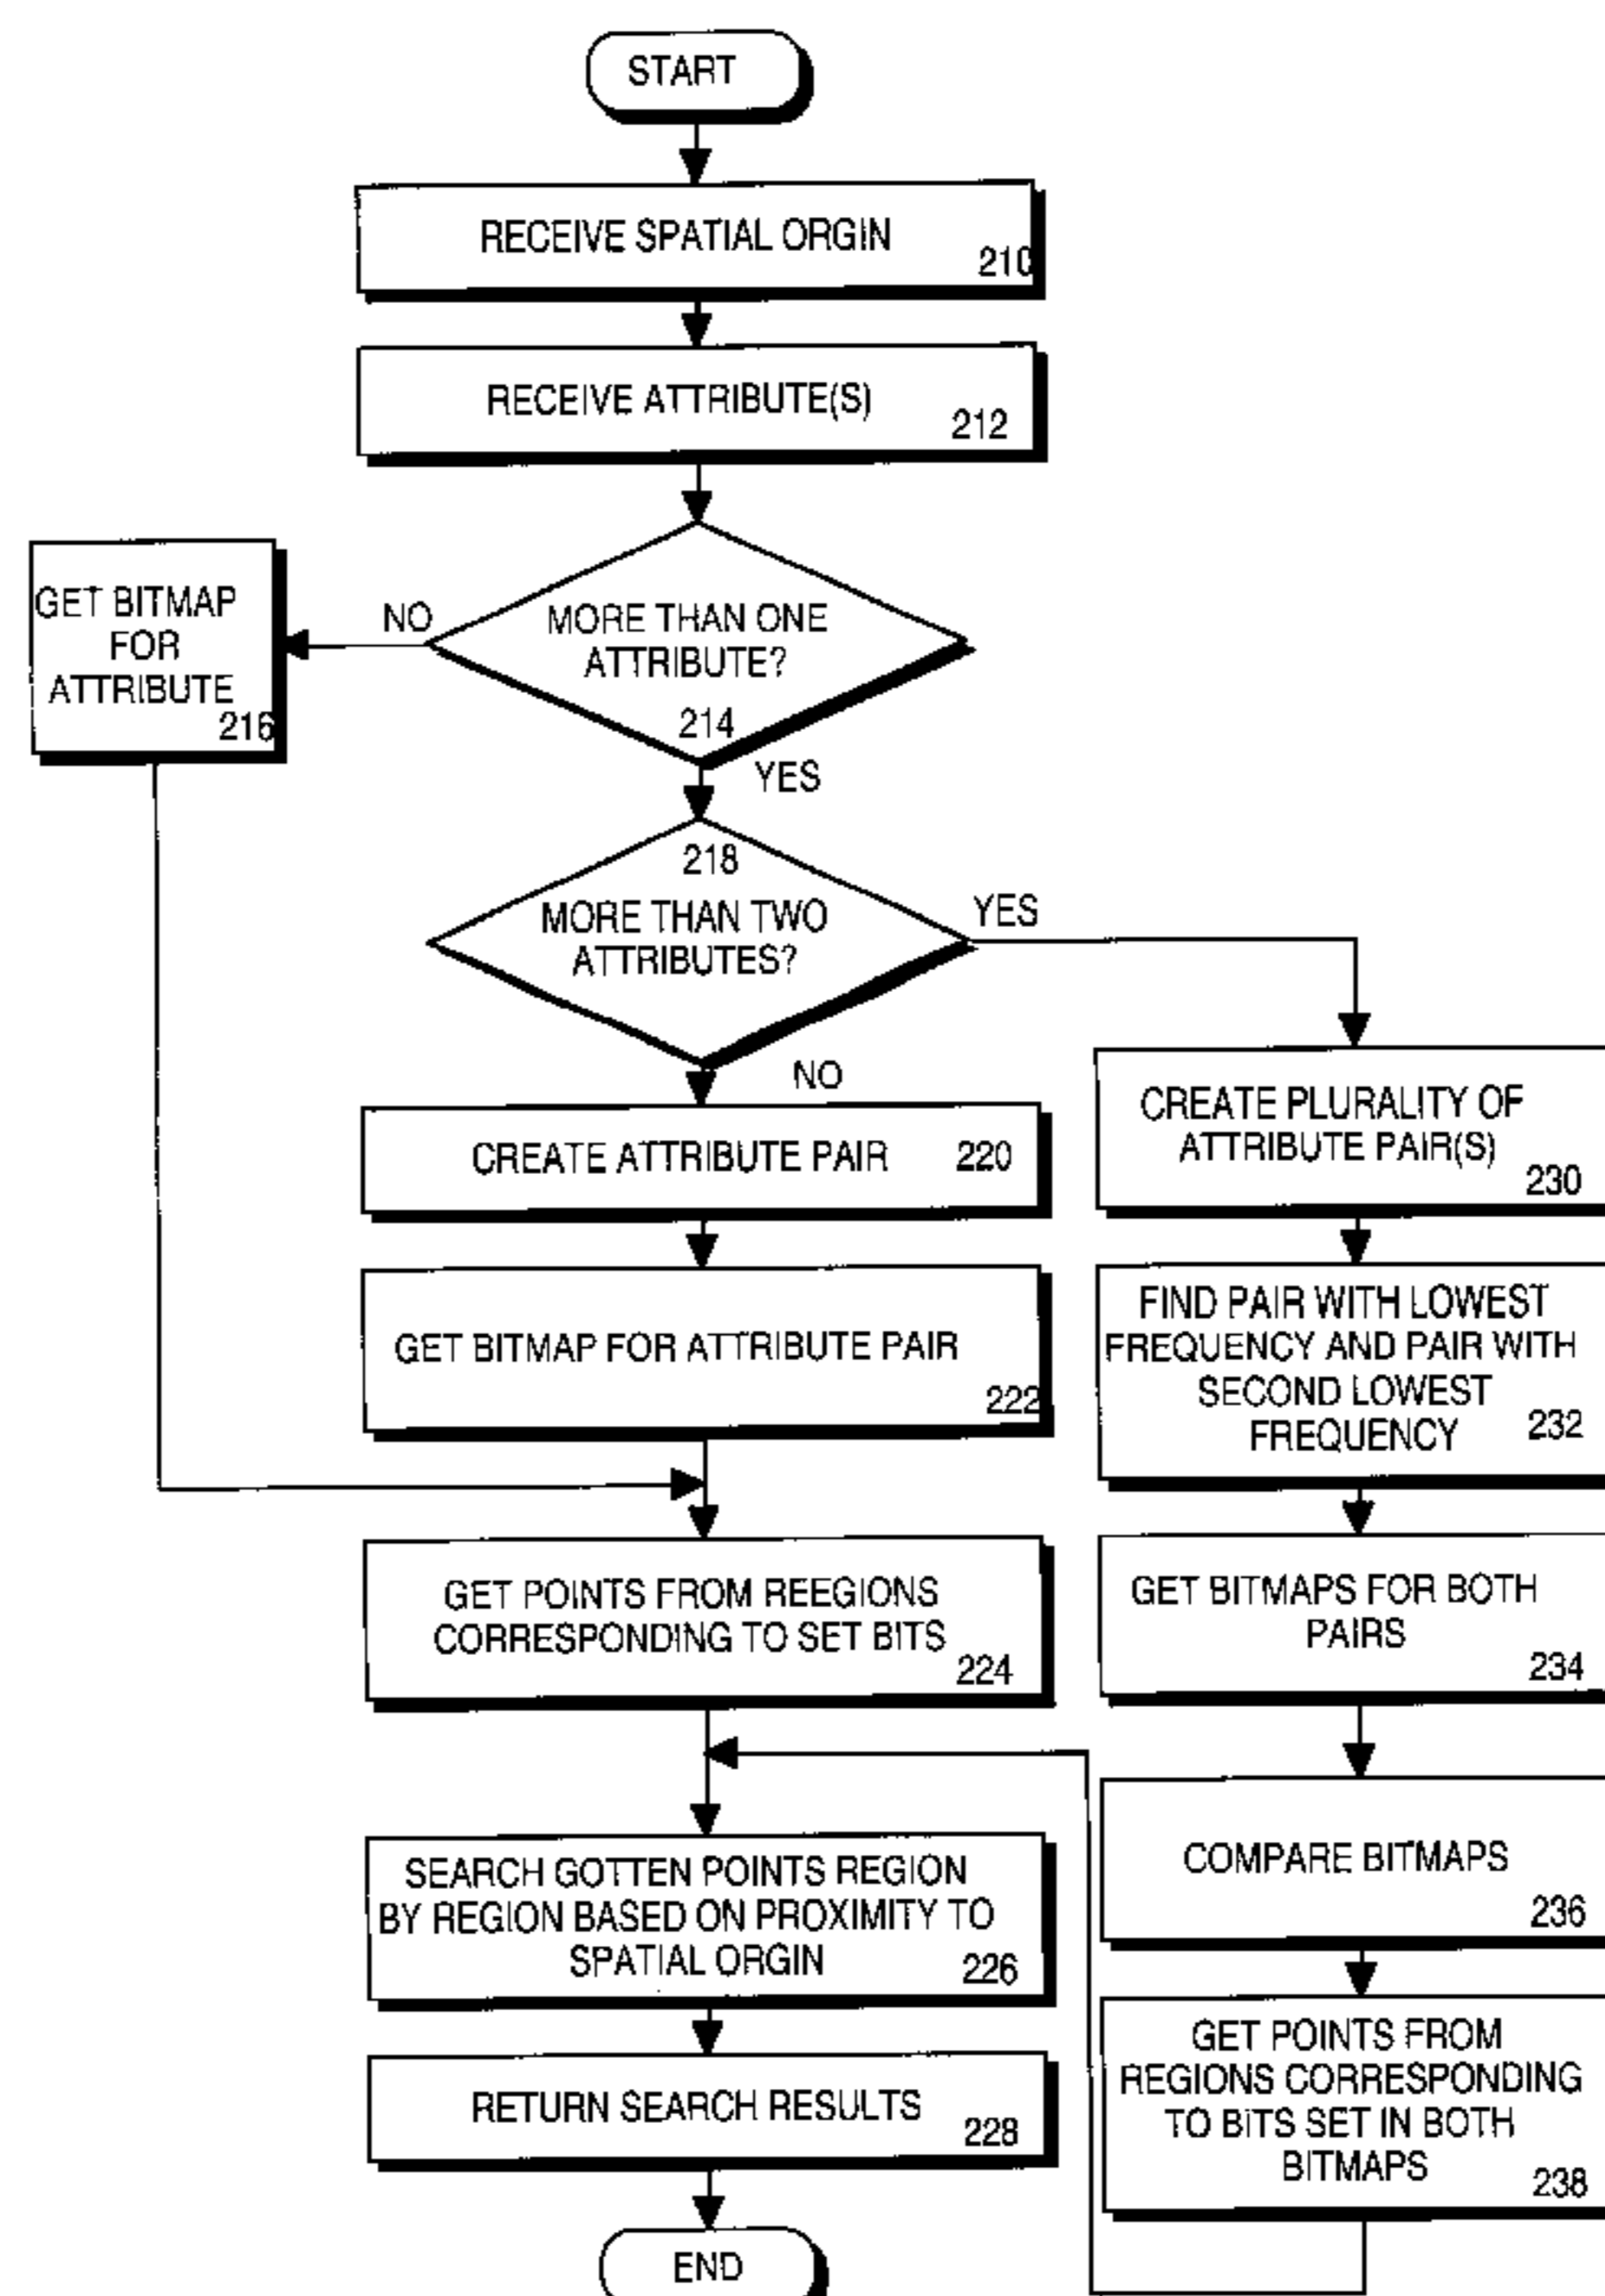 START
RECEIVE SPATIAL ORGIN
210
RECEIVE ATTRIBUTE(S)
212
GET BITMAP
FOR
ATTRIBUTE
216
NO
MORE THAN ONE
ATTRIBUTE?
214
YES
218
MORE THAN TWO
ATTRIBUTES?
YES
NO
CREATE ATTRIBUTE PAIR 220
GET BITMAP FOR ATTRIBUTE PAIR
222
GET POINTS FROM REEGIONS
CORRESPONDING TO SET BITS
224
SEARCH GOTTEN POINTS REGION
BY REGION BASED ON PROXIMITY TO
SPATIAL ORGIN
226
RETURN SEARCH RESULTS
228
END
CREATE PLURALITY OF
ATTRIBUTE PAIR(S)
230
FIND PAIR WITH LOWEST
FREQUENCY AND PAIR WITH
SECOND LOWEST
FREQUENCY
232
GET BITMAPS FOR BOTH
PAIRS
234
COMPARE BITMAPS
236
GET POINTS FROM
REGIONS CORRESPONDING
TO BITS SET IN BOTH
BITMAPS
238